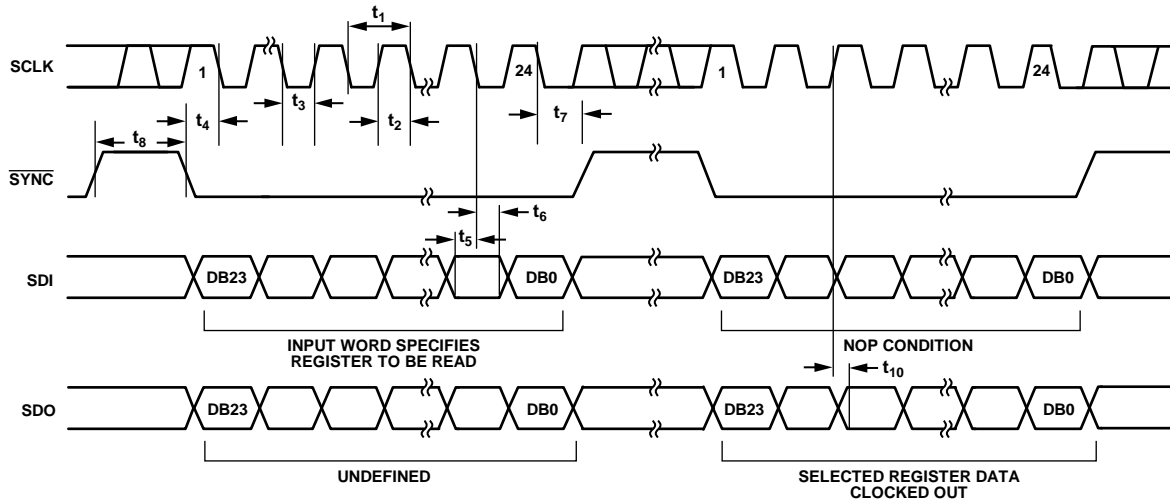 t1
SCLK
1
24
1
24
t3
t7
t4
t2
t8
SYNC
t6
t5
SDI
DB23
DB0
DB23
DB0
INPUT WORD SPECIFIES
REGISTER TO BE READ
NOP CONDITION
t10
SDO
DB23
DB0
DB23
DB0
UNDEFINED
SELECTED REGISTER DATA
CLOCKED OUT